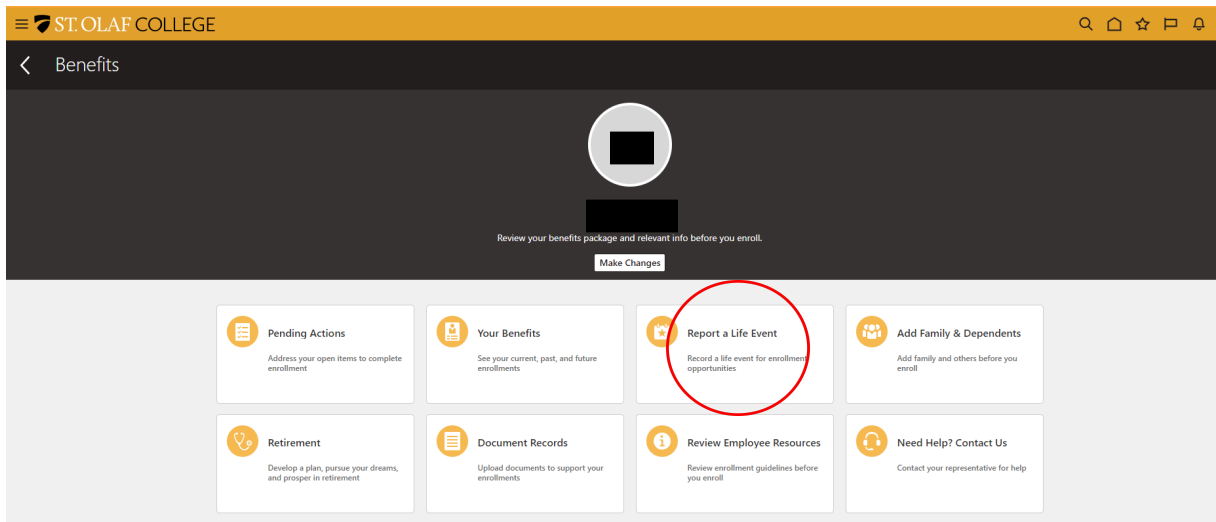 ST. OLAF COLLEGE
Benefits
Review your benefits package and relevant info before you enroll.
Make Changes
Pending Actions
Address your open items to complete
enrollment
Your Benefits
See your current, past, and future
enrollments
Report a Life Event
Record a life event for enrollment
opportunities
Add Family & Dependents
Add family and others before you
enroll
Retirement
Develop a plan, pursue your dreams,
and prosper in retirement
Document Records
Upload documents to support your
enrollments
Review Employee Resources
Review enrollment guidelines before
you enroll
Need Help? Contact Us
Contact your representative for help